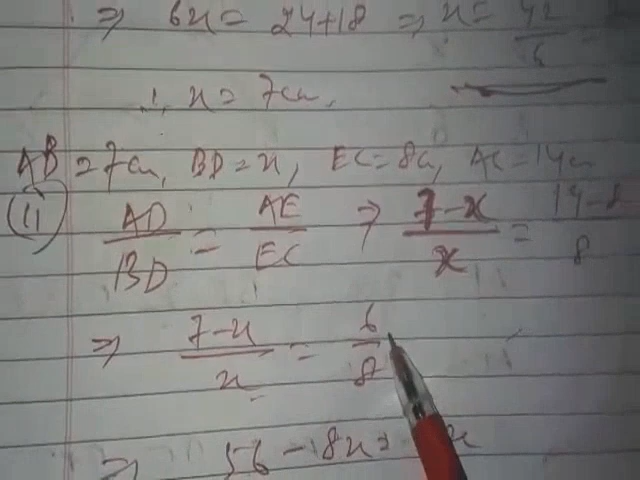 ⇒ 6x = 24+18 ⇒ x = 42/6
∴ x = 7cm.
AB = 7cm, BD = x, EC = 8cm, AC = 14cm
(ii) AD/BD = AE/EC ⇒ 7-x/x = 14-8/8
⇒ 7-x/x = 6/8
⇒ 56 - 8x = x